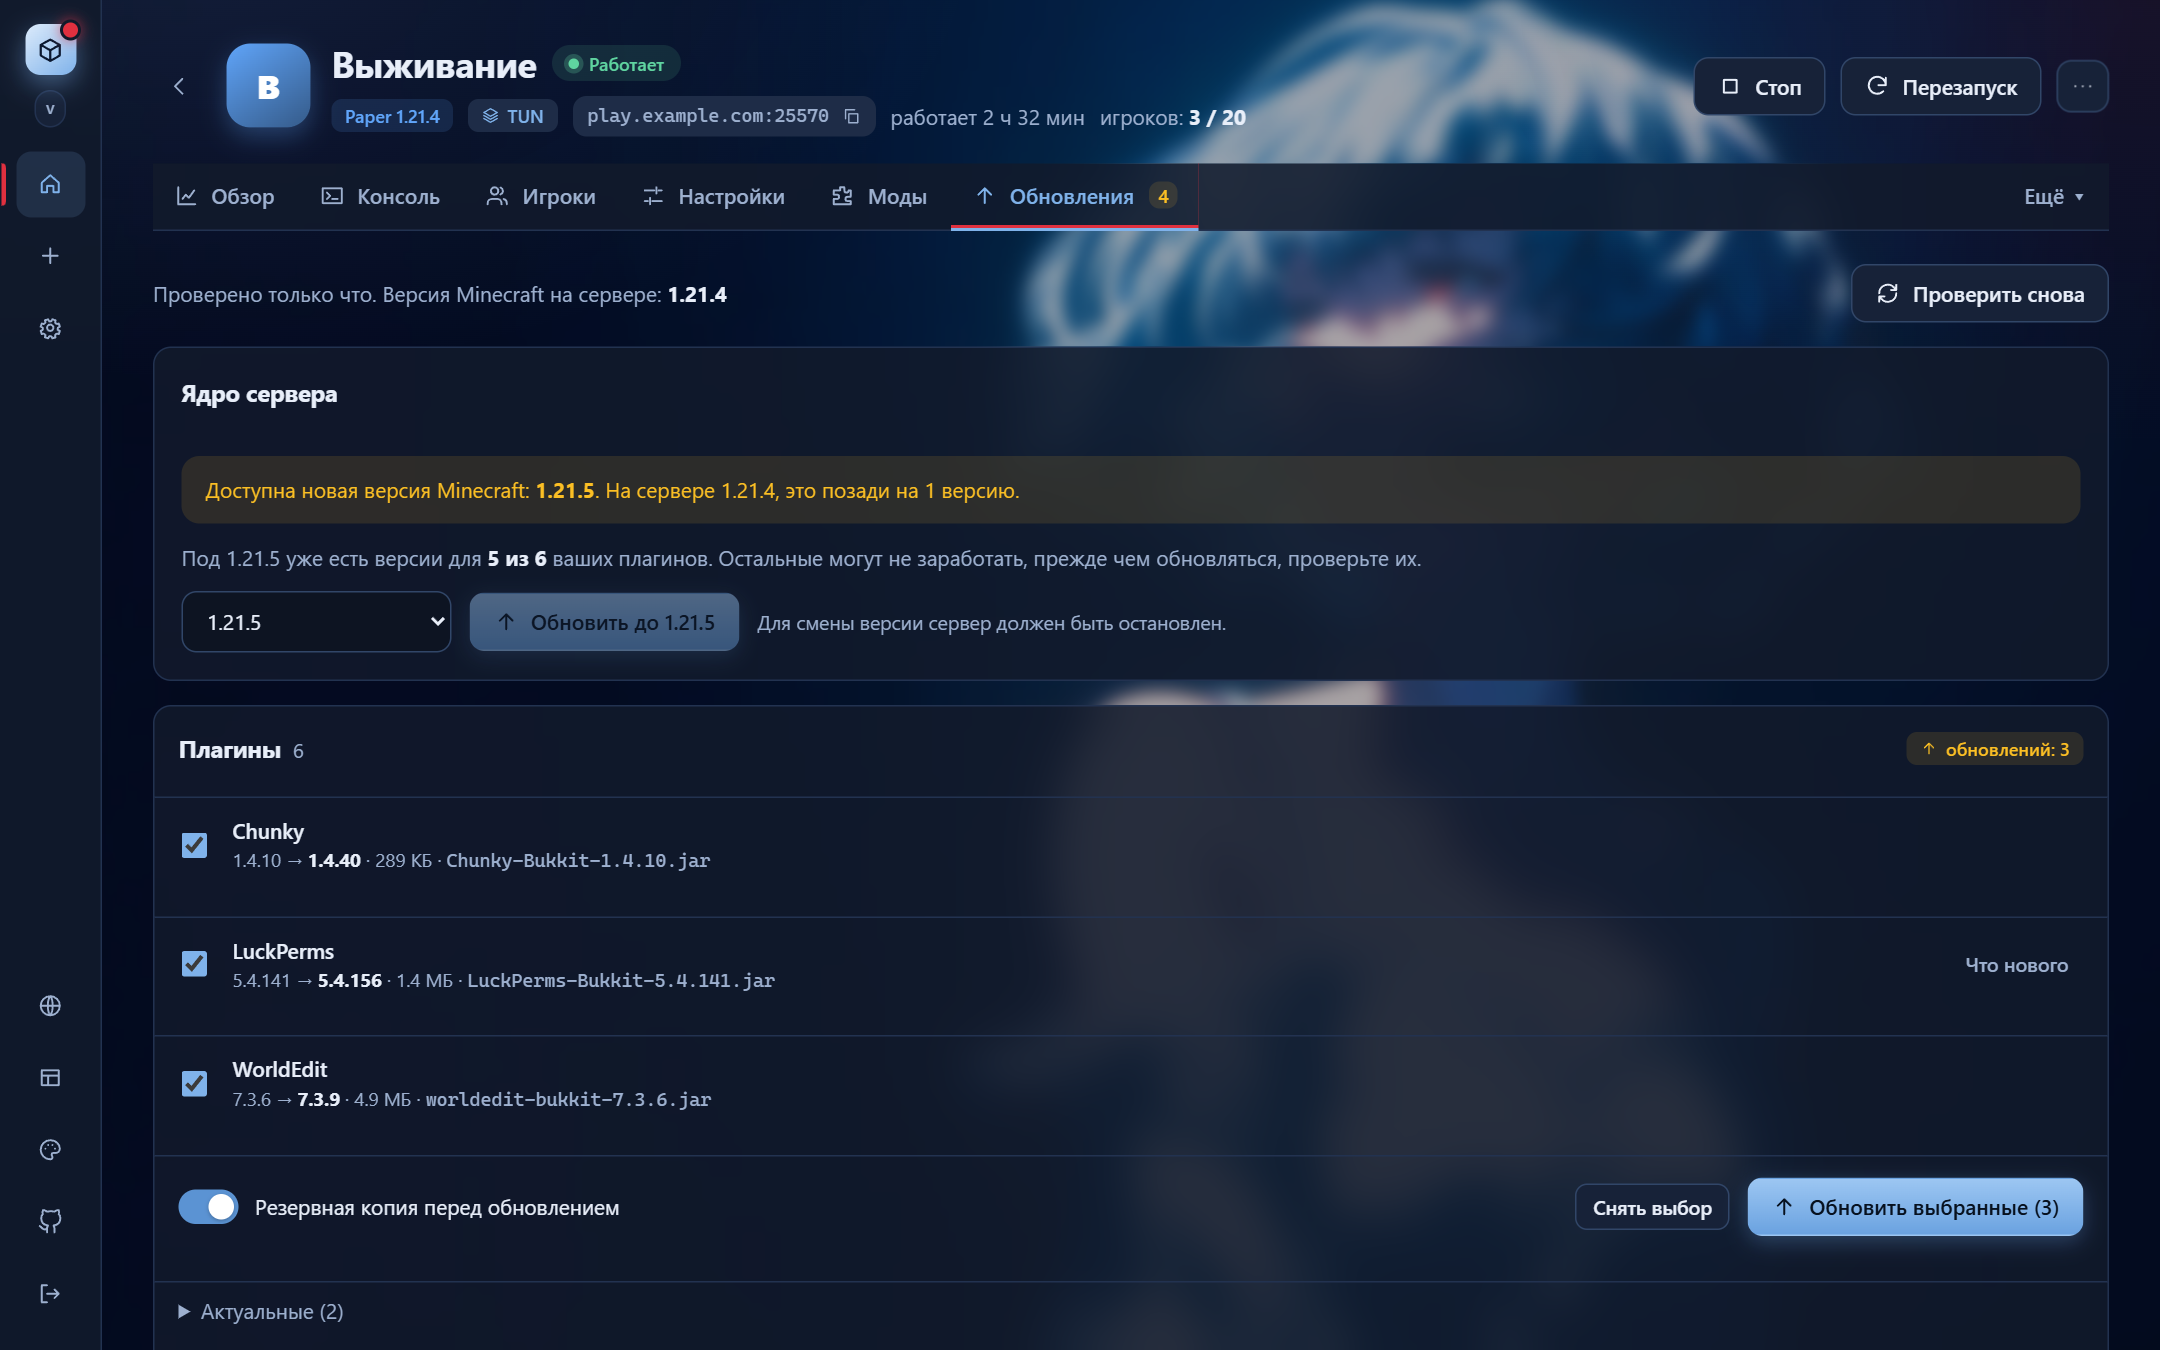 v
B
Выживание
Работает
Paper 1.21.4
TUN
play.example.com:25570
работает 2 ч 32 мин
игроков: 3 / 20
Стоп
Перезапуск
Обзор
Консоль
Игроки
Настройки
Моды
Обновления 4
Ещё
Проверено только что. Версия Minecraft на сервере: 1.21.4
Проверить снова
Ядро сервера
Доступна новая версия Minecraft: 1.21.5. На сервере 1.21.4, это позади на 1 версию.
Под 1.21.5 уже есть версии для 5 из 6 ваших плагинов. Остальные могут не заработать, прежде чем обновляться, проверьте их.
1.21.5
Обновить до 1.21.5
Для смены версии сервер должен быть остановлен.
Плагины 6
обновлений: 3
Chunky
1.4.10 → 1.4.40 · 289 КБ · Chunky-Bukkit-1.4.10.jar
LuckPerms
5.4.141 → 5.4.156 · 1.4 МБ · LuckPerms-Bukkit-5.4.141.jar
Что нового
WorldEdit
7.3.6 → 7.3.9 · 4.9 МБ · worldedit-bukkit-7.3.6.jar
Резервная копия перед обновлением
Снять выбор
Обновить выбранные (3)
Актуальные (2)